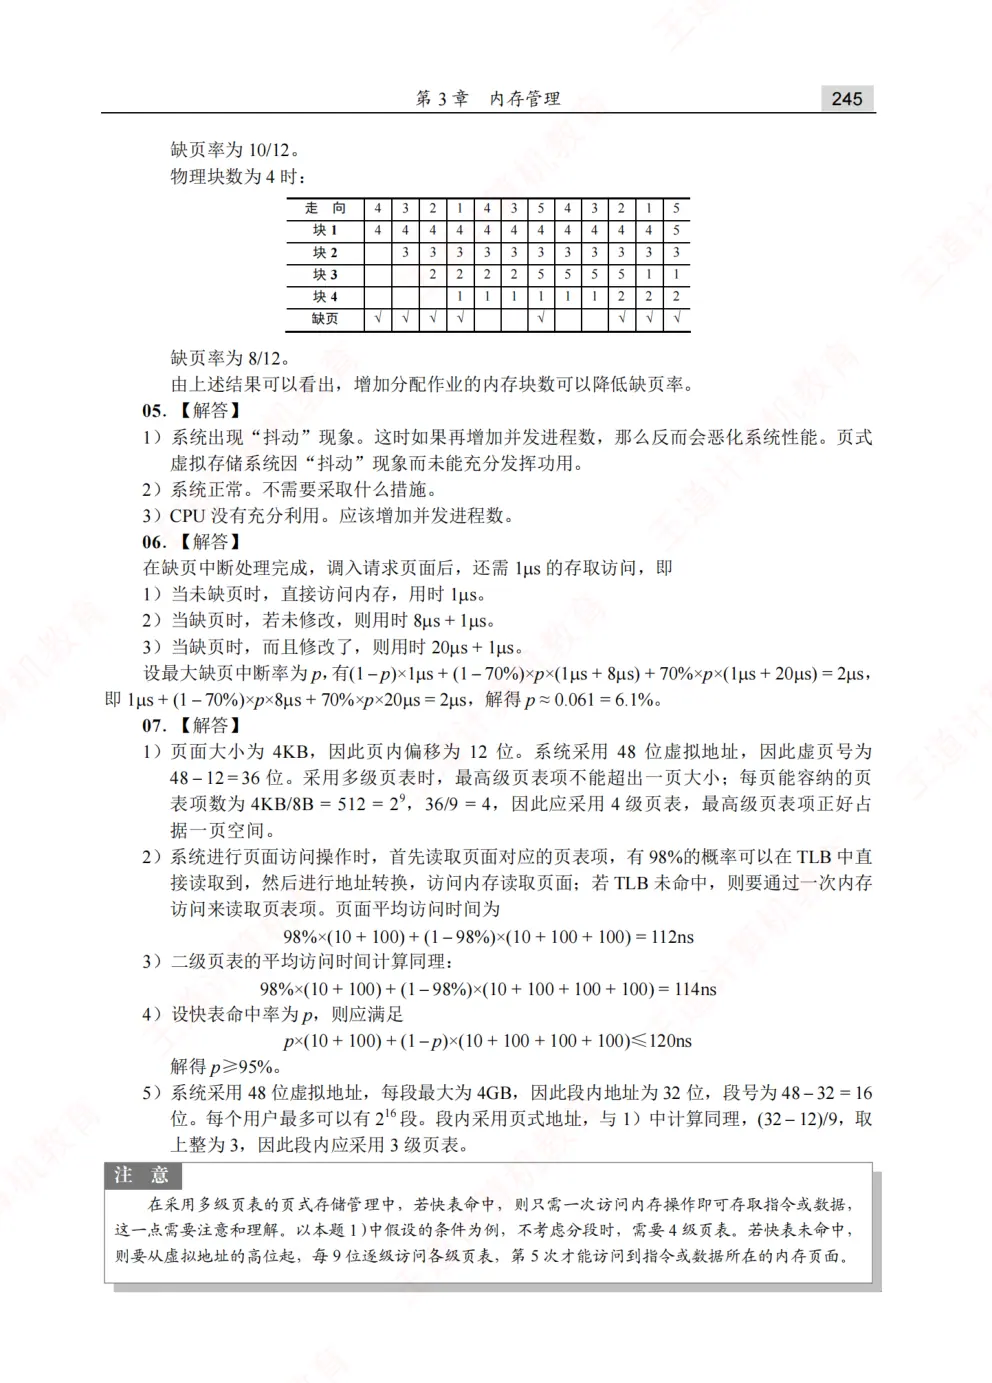 第 3 章 内存管理 245
缺页率为 10/12。
物理块数为 4 时：
走 向 4 3 2 1 4 3 5 4 3 2 1 5
块 1 4 4 4 4 4 4 4 4 4 4 4 5
块 2 3 3 3 3 3 3 3 3 3 3 3
块 3 2 2 2 2 5 5 5 5 1 1
块 4 1 1 1 1 1 1 2 2 2
缺页 √ √ √ √ √ √ √ √
缺页率为 8/12。
由上述结果可以看出，增加分配作业的内存块数可以降低缺页率。
05.【解答】
1）系统出现“抖动”现象。这时如果再增加并发进程数，那么反而会恶化系统性能。页式
虚拟存储系统因“抖动”现象而未能充分发挥功用。
2）系统正常。不需要采取什么措施。
3）CPU 没有充分利用。应该增加并发进程数。
06.【解答】
在缺页中断处理完成，调入请求页面后，还需 1μs 的存取访问，即
1）当未缺页时，直接访问内存，用时 1μs。
2）当缺页时，若未修改，则用时 8μs + 1μs。
3）当缺页时，而且修改了，则用时 20μs + 1μs。
设最大缺页中断率为 p，有(1 – p)×1μs + (1 – 70%)×p×(1μs + 8μs) + 70%×p×(1μs + 20μs) = 2μs，
即 1μs + (1 – 70%)×p×8μs + 70%×p×20μs = 2μs，解得 p ≈ 0.061 = 6.1%。
07.【解答】
1）页面大小为 4KB，因此页内偏移为 12 位。系统采用 48 位虚拟地址，因此虚页号为
48 – 12 = 36 位。采用多级页表时，最高级页表项不能超出一页大小；每页能容纳的页
表项数为 4KB/8B = 512 = 2⁹，36/9 = 4，因此应采用 4 级页表，最高级页表项正好占
据一页空间。
2）系统进行页面访问操作时，首先读取页面对应的页表项，有 98%的概率可以在 TLB 中直
接读取到，然后进行地址转换，访问内存读取页面；若 TLB 未命中，则要通过一次内存
访问来读取页表项。页面平均访问时间为
98%×(10 + 100) + (1 – 98%)×(10 + 100 + 100) = 112ns
3）二级页表的平均访问时间计算同理：
98%×(10 + 100) + (1 – 98%)×(10 + 100 + 100 + 100) = 114ns
4）设快表命中率为 p，则应满足
p×(10 + 100) + (1 – p)×(10 + 100 + 100 + 100)≤120ns
解得 p≥95%。
5）系统采用 48 位虚拟地址，每段最大为 4GB，因此段内地址为 32 位，段号为 48 – 32 = 16
位。每个用户最多可以有 2¹⁶ 段。段内采用页式地址，与 1）中计算同理，(32 – 12)/9，取
上整为 3，因此段内应采用 3 级页表。
注 意
在采用多级页表的页式存储管理中，若快表命中，则只需一次访问内存操作即可存取指令或数据，
这一点需要注意和理解。以本题 1）中假设的条件为例，不考虑分段时，需要 4 级页表。若快表未命中，
则要从虚拟地址的高位起，每 9 位逐级访问各级页表，第 5 次才能访问到指令或数据所在的内存页面。